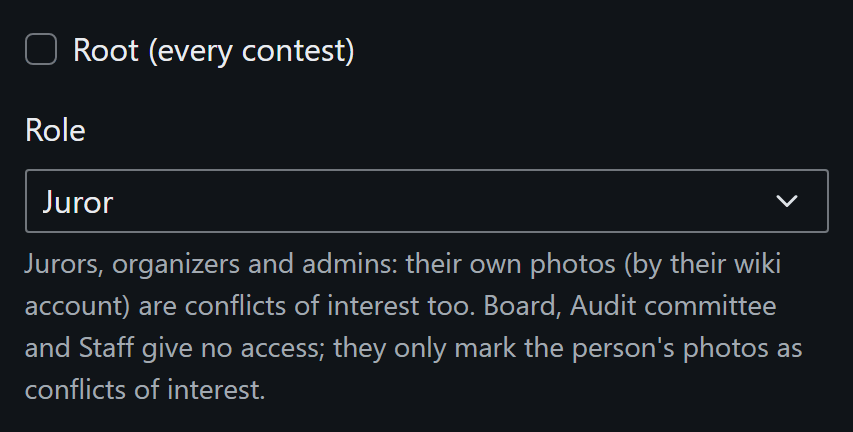 Root (every contest)
Role
Juror
Jurors, organizers and admins: their own photos (by their wiki
account) are conflicts of interest too. Board, Audit committee
and Staff give no access; they only mark the person's photos as
conflicts of interest.